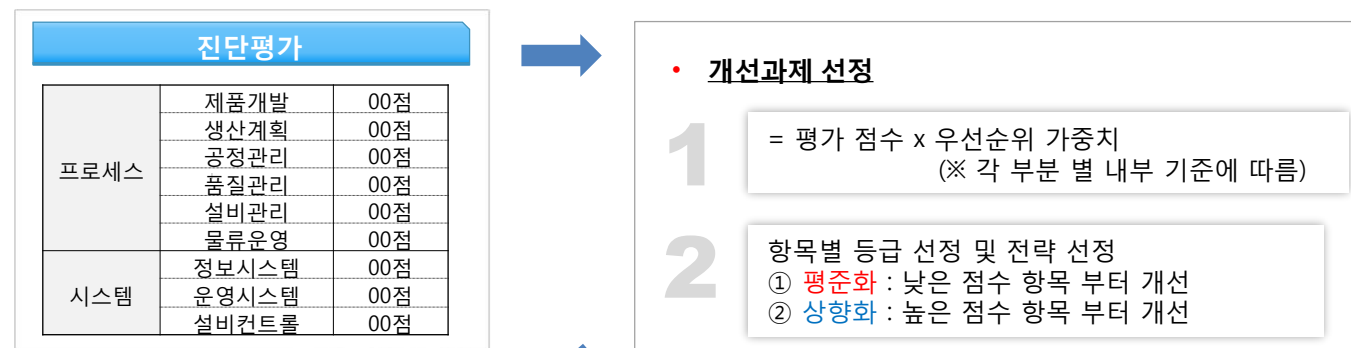 진단평가
프로세스
제품개발 00점
생산계획 00점
공정관리 00점
품질관리 00점
설비관리 00점
물류운영 00점
시스템
정보시스템 00점
운영시스템 00점
설비컨트롤 00점
• 개선과제 선정
1
= 평가 점수 x 우선순위 가중치
(※ 각 부분 별 내부 기준에 따름)
2
항목별 등급 선정 및 전략 선정
① 평준화 : 낮은 점수 항목 부터 개선
② 상향화 : 높은 점수 항목 부터 개선